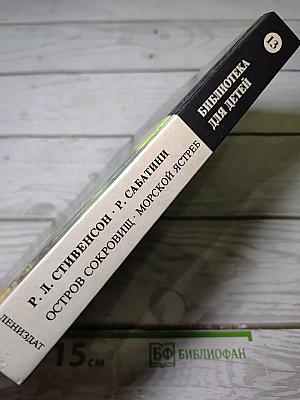 13
БИБЛИОТЕКА
ДЛЯ ДЕТЕЙ
Р. Л. СТИВЕНСОН · Р. САБАТИНИ
ОСТРОВ СОКРОВИЩ · МОРСКОЙ ЯСТРЕБ
ЛЕНИЗДАТ
15 см
БФ БИБЛИОФАН